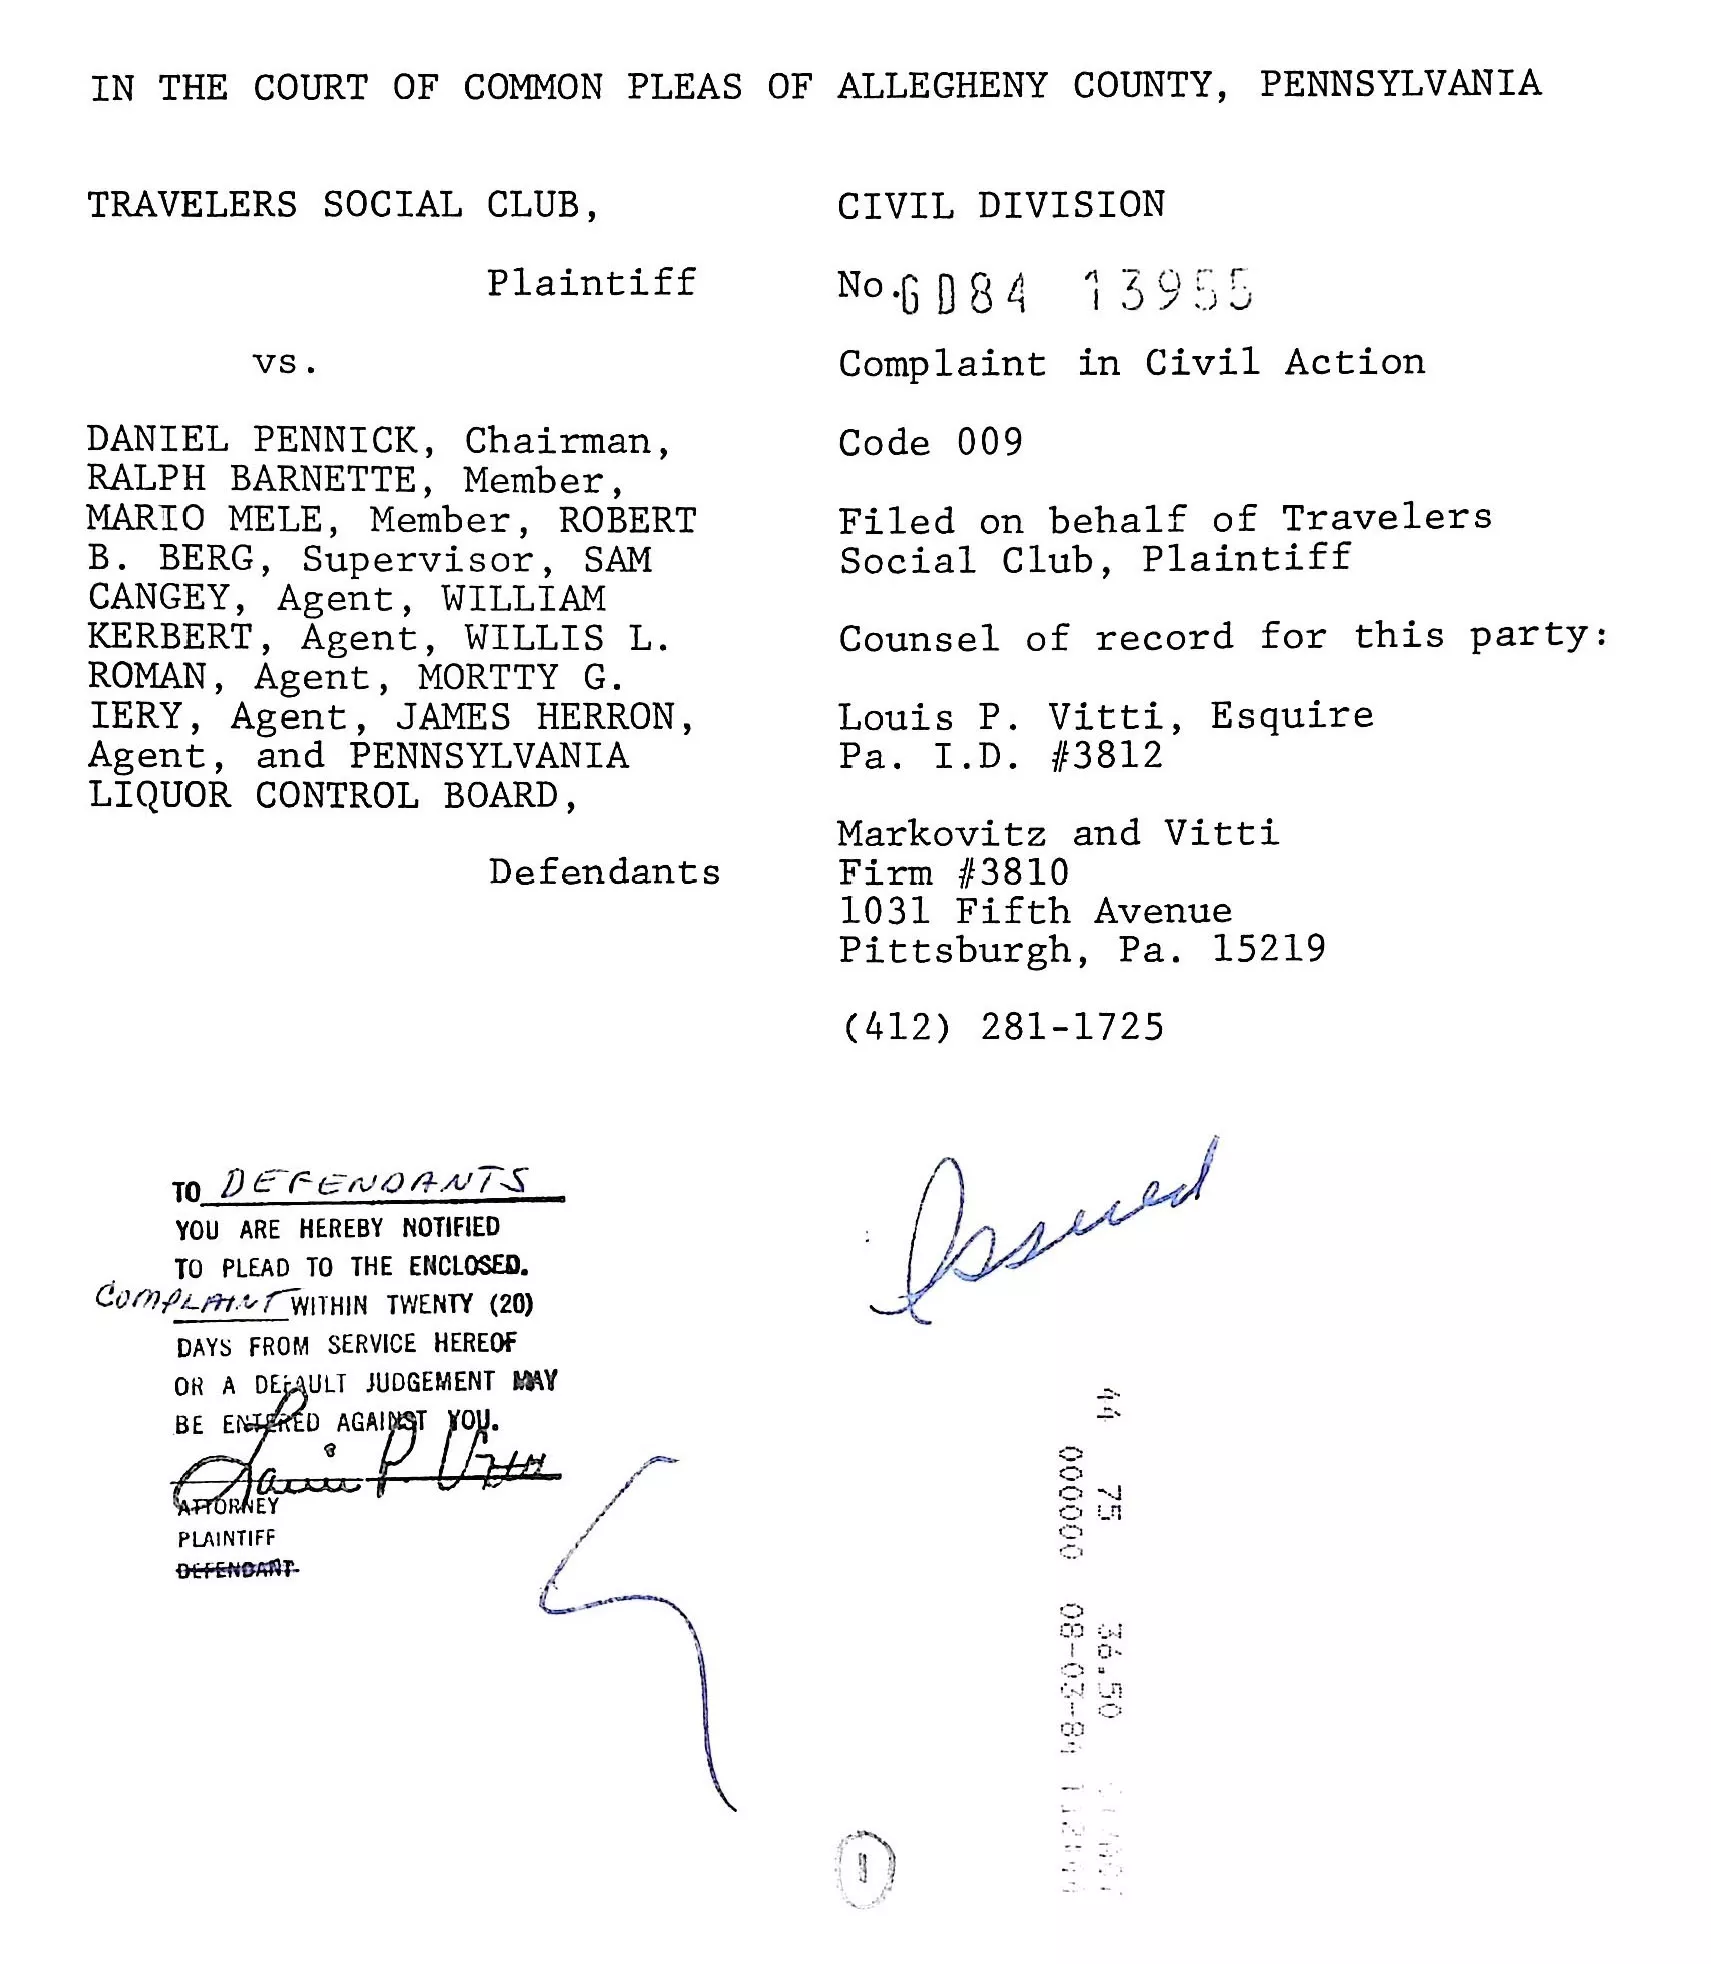 IN THE COURT OF COMMON PLEAS OF ALLEGHENY COUNTY, PENNSYLVANIA
TRAVELERS SOCIAL CLUB,
Plaintiff
vs.
DANIEL PENNICK, Chairman,
RALPH BARNETTE, Member,
MARIO MELE, Member, ROBERT
B. BERG, Supervisor, SAM
CANGEY, Agent, WILLIAM
KERBERT, Agent, WILLIS L.
ROMAN, Agent, MORTTY G.
IERY, Agent, JAMES HERRON,
Agent, and PENNSYLVANIA
LIQUOR CONTROL BOARD,
Defendants
CIVIL DIVISION
No. GD84 13955
Complaint in Civil Action
Code 009
Filed on behalf of Travelers
Social Club, Plaintiff
Counsel of record for this party:
Louis P. Vitti, Esquire
Pa. I.D. #3812
Markovitz and Vitti
Firm #3810
1031 Fifth Avenue
Pittsburgh, Pa. 15219
(412) 281-1725
TO DEFENDANTS
YOU ARE HEREBY NOTIFIED
TO PLEAD TO THE ENCLOSED.
COMPLAINT WITHIN TWENTY (20)
DAYS FROM SERVICE HEREOF
OR A DEFAULT JUDGEMENT MAY
BE ENTERED AGAINST YOU.
Louis P Vitti
ATTORNEY
PLAINTIFF
DEFENDANT
Issued
75 36.50
000000 08-03-84
1